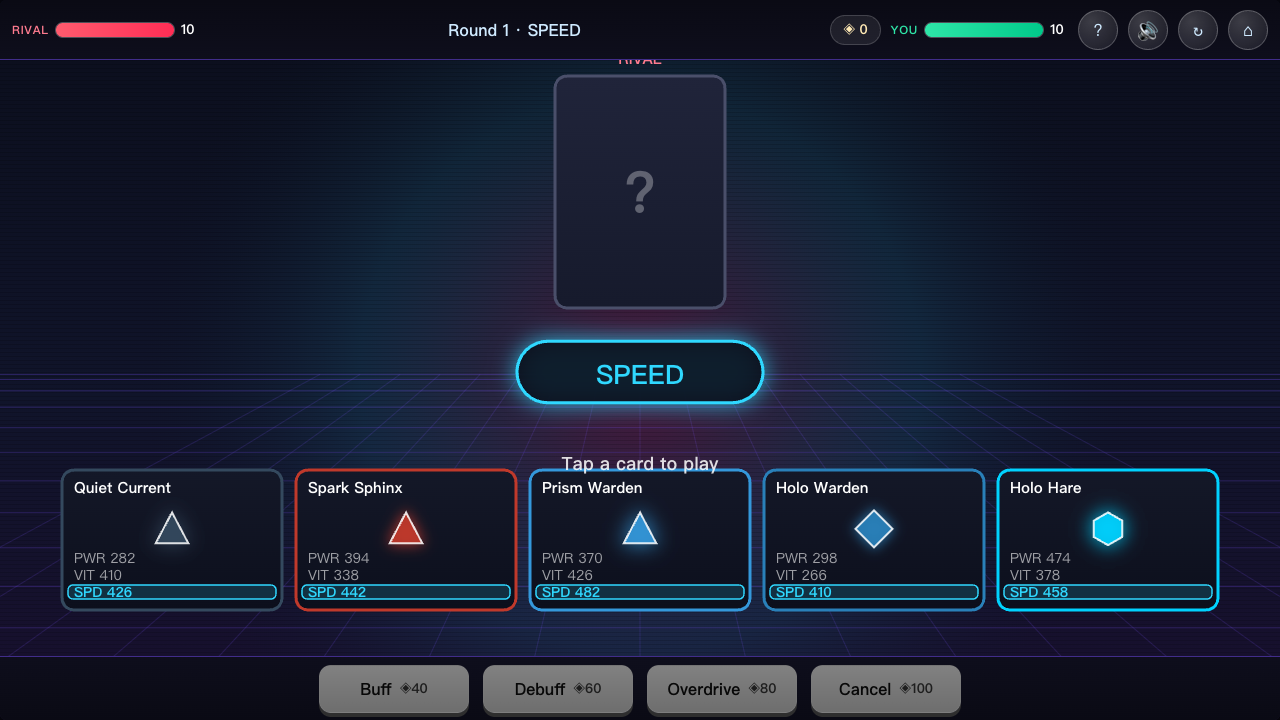 RIVAL 10 Round 1 · SPEED ◈ 0 YOU 10 ? ↻ ⌂
RIVAL
?
SPEED
Tap a card to play
Quiet Current
PWR 282
VIT 410
SPD 426
Spark Sphinx
PWR 394
VIT 338
SPD 442
Prism Warden
PWR 370
VIT 426
SPD 482
Holo Warden
PWR 298
VIT 266
SPD 410
Holo Hare
PWR 474
VIT 378
SPD 458
Buff ◈40
Debuff ◈60
Overdrive ◈80
Cancel ◈100